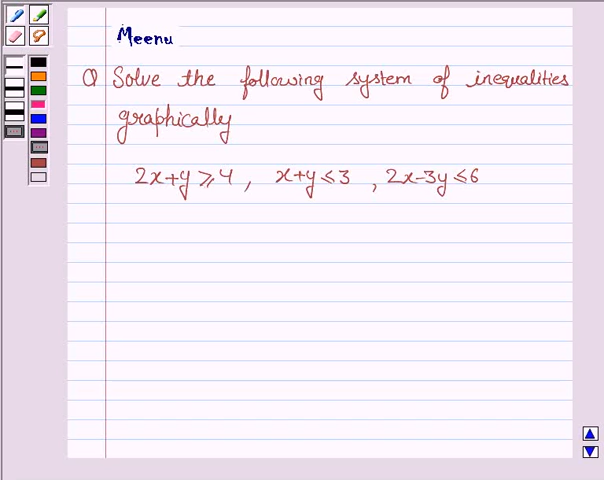 Meenu
Q Solve the following system of inequalities
graphically
2x+y ⩾ 4, x+y ≤ 3, 2x-3y ≤ 6